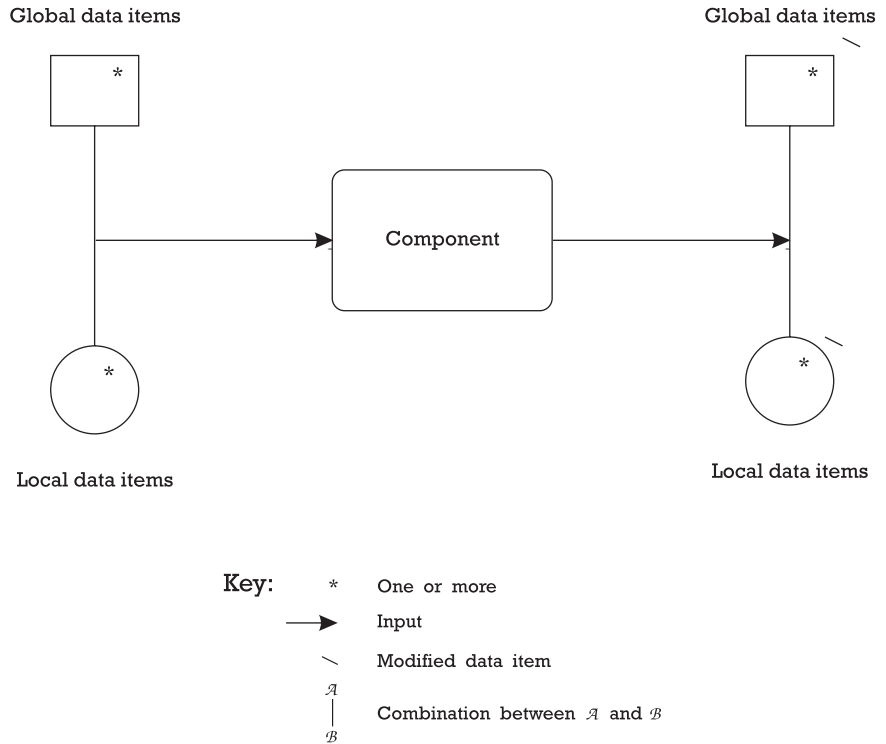 Global data items
Global data items
*
*
Component
*
*
Local data items
Local data items
Key:
* One or more
Input
Modified data item
𝒜
Combination between 𝒜 and ℬ
ℬ